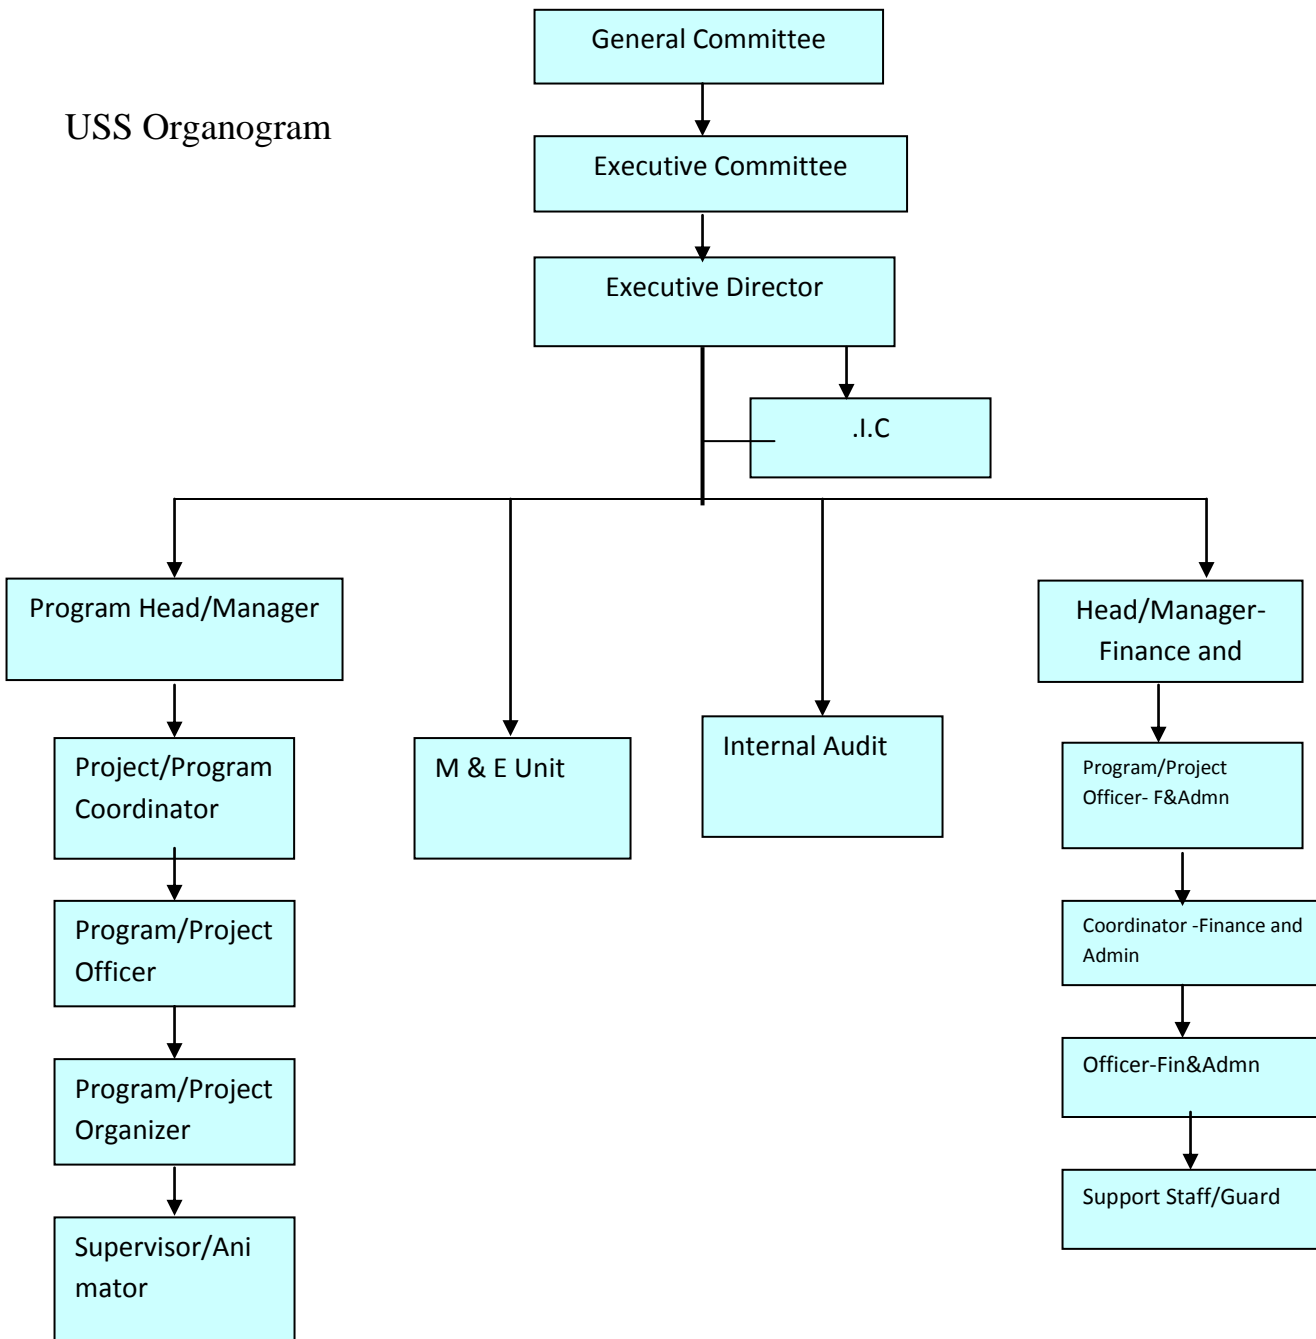 General Committee
USS Organogram
Executive Committee
Executive Director
.I.C
Program Head/Manager
Head/Manager-
Finance and
Project/Program
Coordinator
M & E Unit
Internal Audit
Program/Project
Officer- F&Admn
Program/Project
Officer
Coordinator -Finance and
Admin
Program/Project
Organizer
Officer-Fin&Admn
Supervisor/Ani
mator
Support Staff/Guard